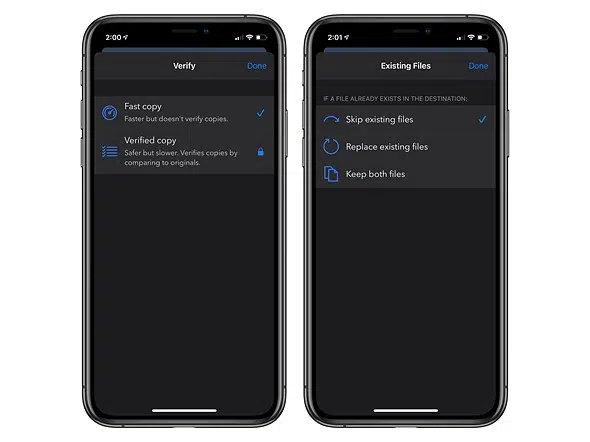 2:00
Verify
Done
Fast copy
Faster but doesn't verify copies.
Verified copy
Safer but slower. Verifies copies by
comparing to originals.
2:01
Existing Files
Done
IF A FILE ALREADY EXISTS IN THE DESTINATION:
Skip existing files
Replace existing files
Keep both files